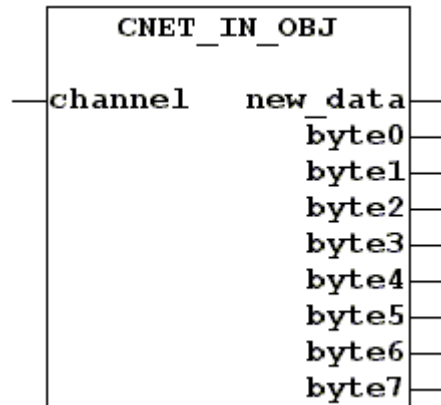 CNET_IN_OBJ
channel new_data
byte0
byte1
byte2
byte3
byte4
byte5
byte6
byte7